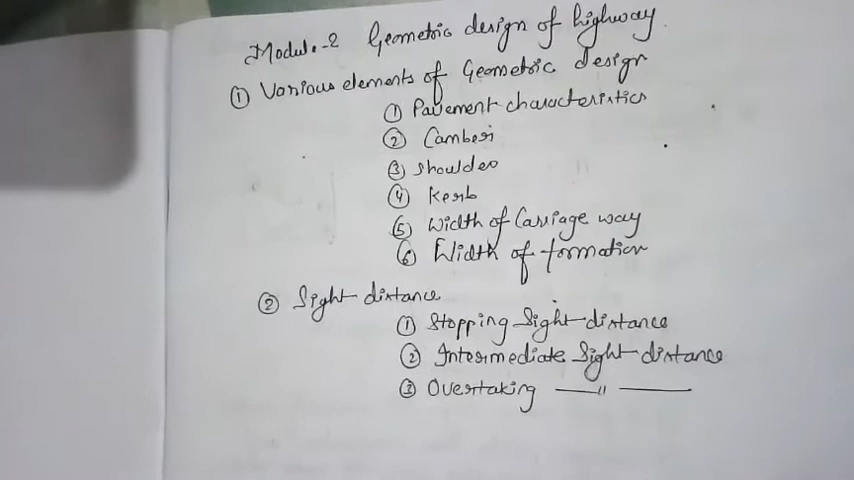 Module-2 Geometric design of highway.
① Various elements of Geometric design
① Pavement characteristics
② Camber
③ Shoulder
④ Kerb
⑤ Width of Carriage way
⑥ Width of formation
② Sight distance
① Stopping Sight distance
② Intermediate Sight distance
③ Overtaking —〃—